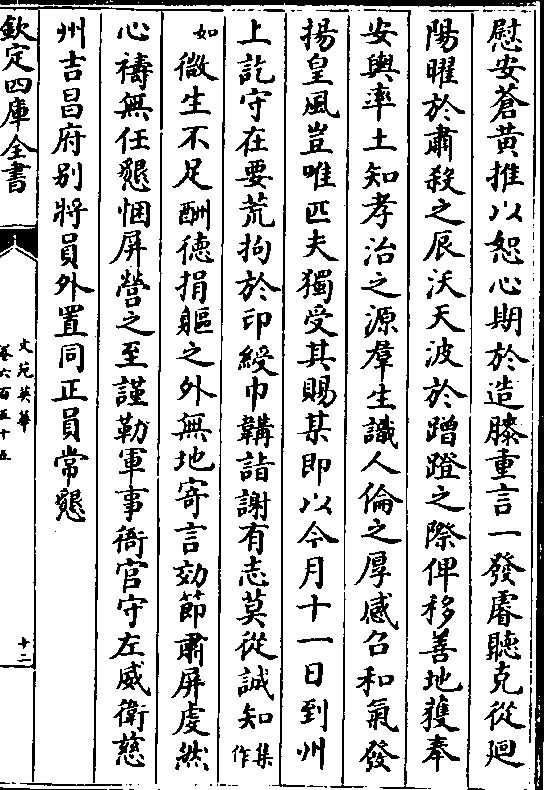 慰安蒼黄推以恕心期於造膝重言一發睿聽克從廻
陽曜於肅殺之辰沃天波於蹭蹬之際俾移善地獲奉
安輿率土知孝治之源羣生識人倫之厚感召和氣發
揚皇風豈唯匹夫獨受其賜某即以今月十一日到州
上訖守在要荒拘於印綬巾韝詣謝有志莫從誠知集作
如微生不足酬德捐軀之外無地寄言効節肅屏虔然
心禱無任懇悃屏營之至謹勒軍事衙官守左威衛慈
州吉昌府别將員外置同正員常懇
欽定四庫全書
文苑英華
卷六百五十五
十二